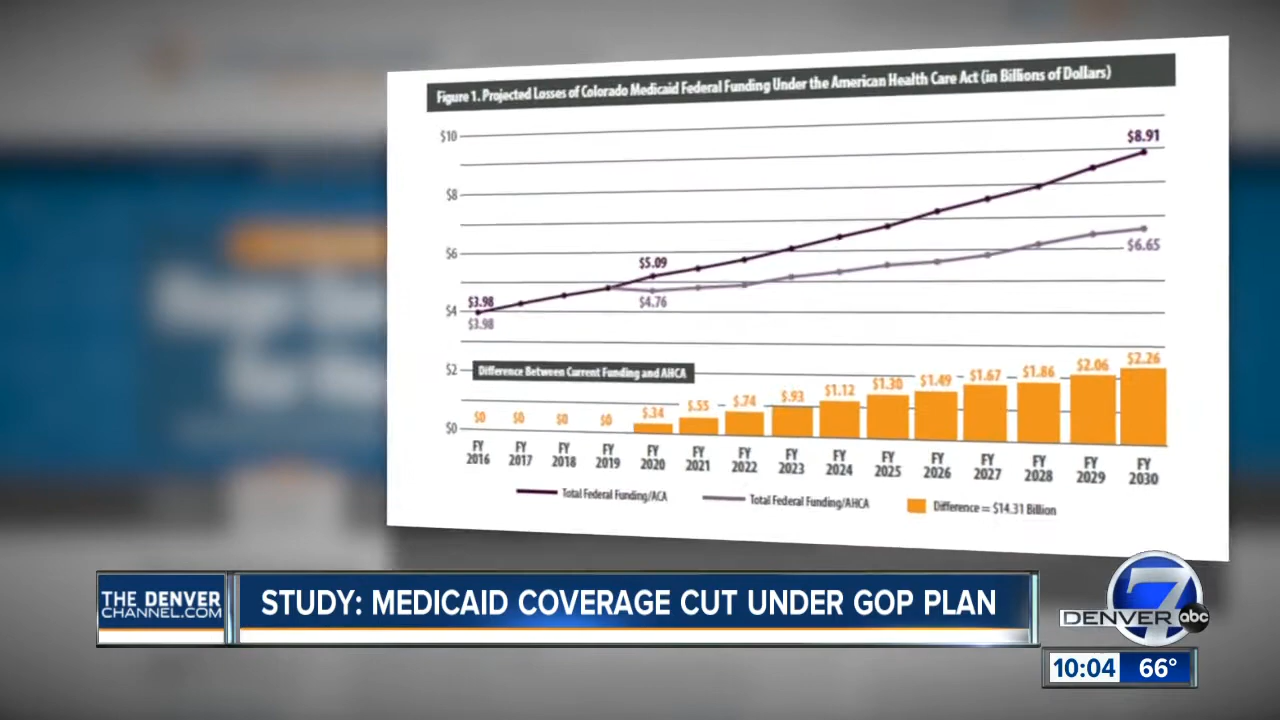 Figure 1. Projected Losses of Colorado Medicaid Federal Funding Under the American Health Care Act (in Billions of Dollars)
$10
$8
$6
$4
$2
$0
$3.98
$3.98
$5.09
$4.76
$8.91
$6.65
Difference Between Current Funding and AHCA
$0 $0 $0 $0 $.34 $.55 $.74 $.93 $1.12 $1.30 $1.49 $1.67 $1.86 $2.06 $2.26
FY 2016
FY 2017
FY 2018
FY 2019
FY 2020
FY 2021
FY 2022
FY 2023
FY 2024
FY 2025
FY 2026
FY 2027
FY 2028
FY 2029
FY 2030
Total Federal Funding/ACA
Total Federal Funding/AHCA
Difference = $14.31 Billion
THE DENVER
CHANNEL.COM
STUDY: MEDICAID COVERAGE CUT UNDER GOP PLAN
DENVER 7 abc
10:04 66°